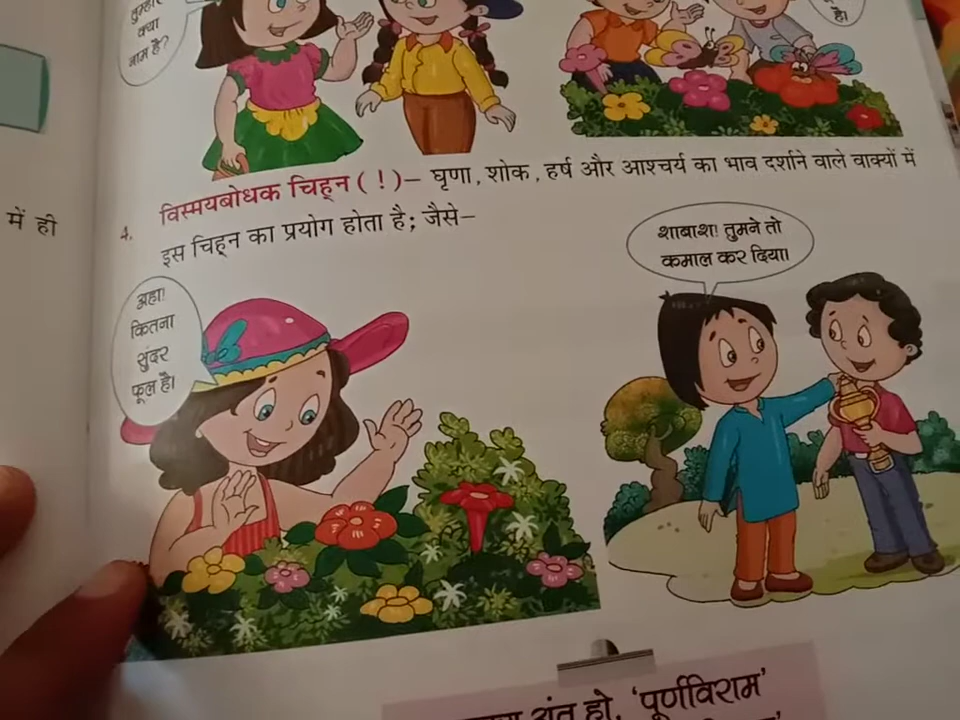 क्या
नाम है?
है।
में ही
4. विस्मयबोधक चिह्न ( ! )– घृणा, शोक, हर्ष और आश्चर्य का भाव दर्शाने वाले वाक्यों में
इस चिह्न का प्रयोग होता है; जैसे–
शाबाश! तुमने तो
कमाल कर दिया।
अहा!
कितना
सुंदर
फूल है।
अंत हो, 'पूर्णविराम'